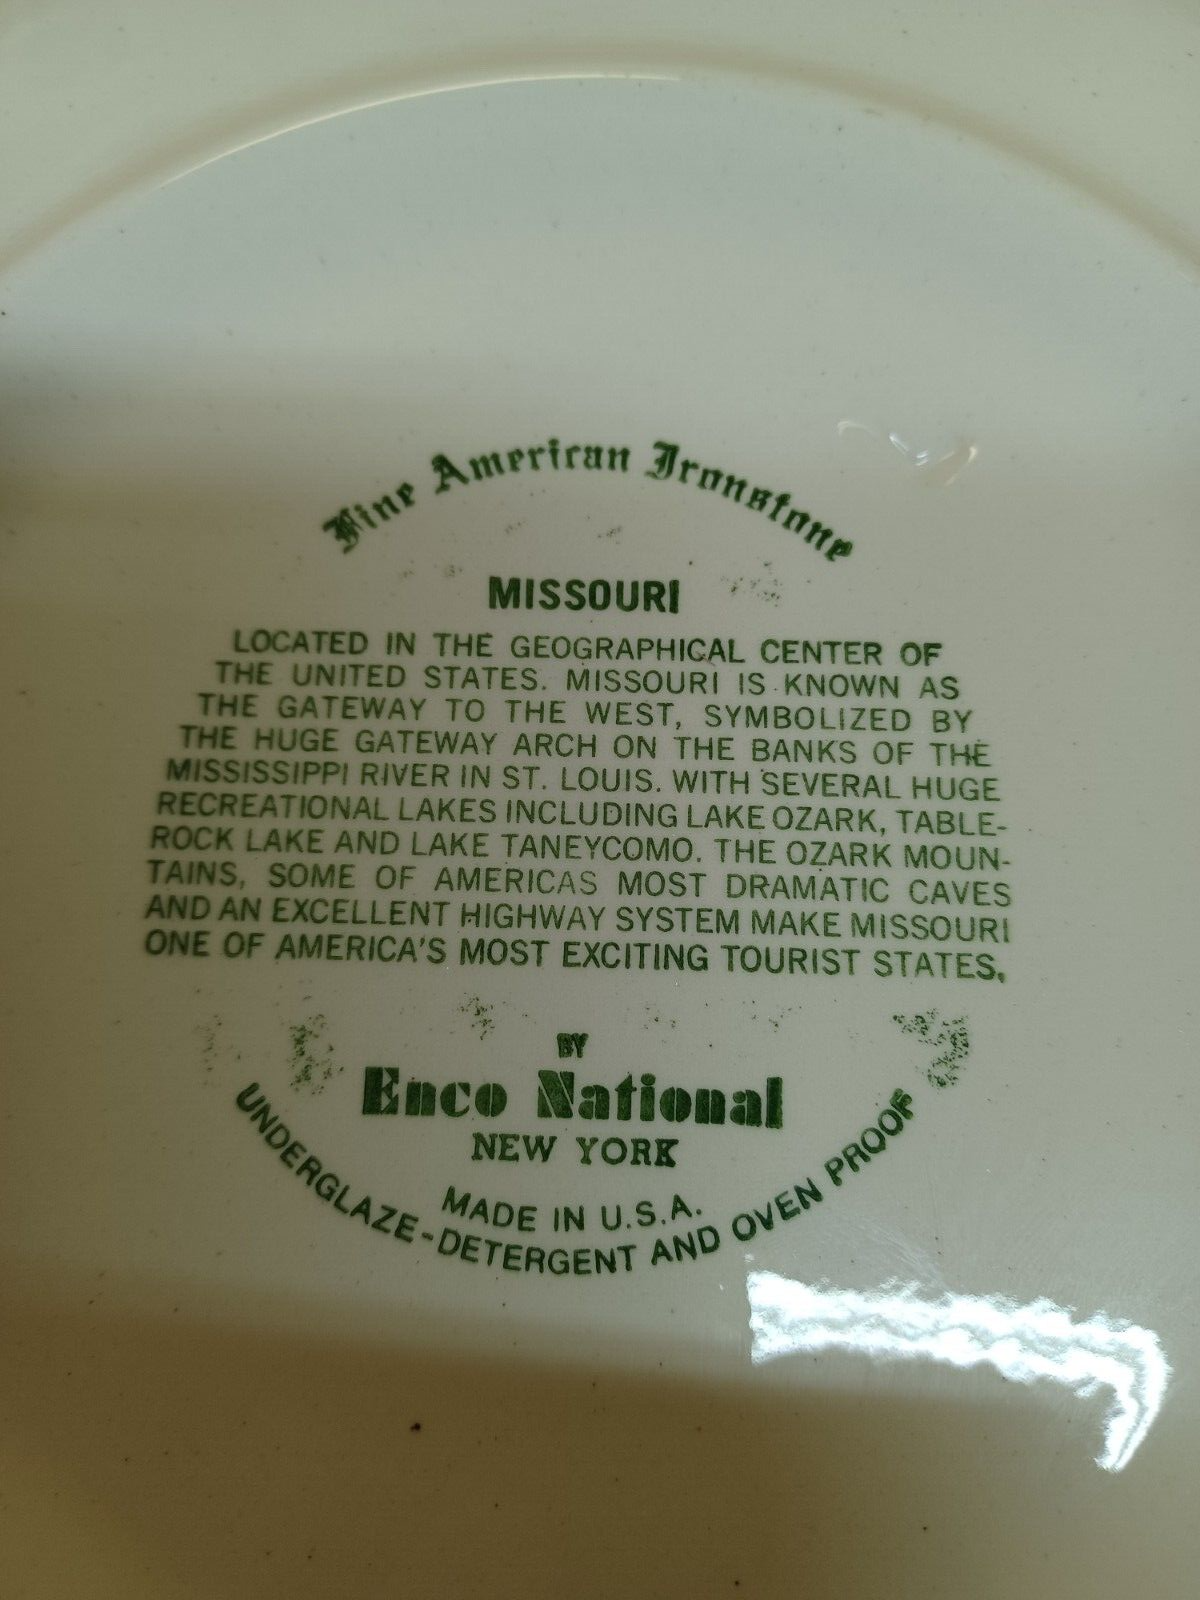 Fine American Ironstone
MISSOURI
LOCATED IN THE GEOGRAPHICAL CENTER OF
THE UNITED STATES. MISSOURI IS KNOWN AS
THE GATEWAY TO THE WEST, SYMBOLIZED BY
THE HUGE GATEWAY ARCH ON THE BANKS OF THE
MISSISSIPPI RIVER IN ST. LOUIS. WITH SEVERAL HUGE
RECREATIONAL LAKES INCLUDING LAKE OZARK, TABLE-
ROCK LAKE AND LAKE TANEYCOMO. THE OZARK MOUN-
TAINS, SOME OF AMERICAS MOST DRAMATIC CAVES
AND AN EXCELLENT HIGHWAY SYSTEM MAKE MISSOURI
ONE OF AMERICA'S MOST EXCITING TOURIST STATES.
BY
Enco National
NEW YORK
MADE IN U.S.A.
UNDERGLAZE-DETERGENT AND OVEN PROOF